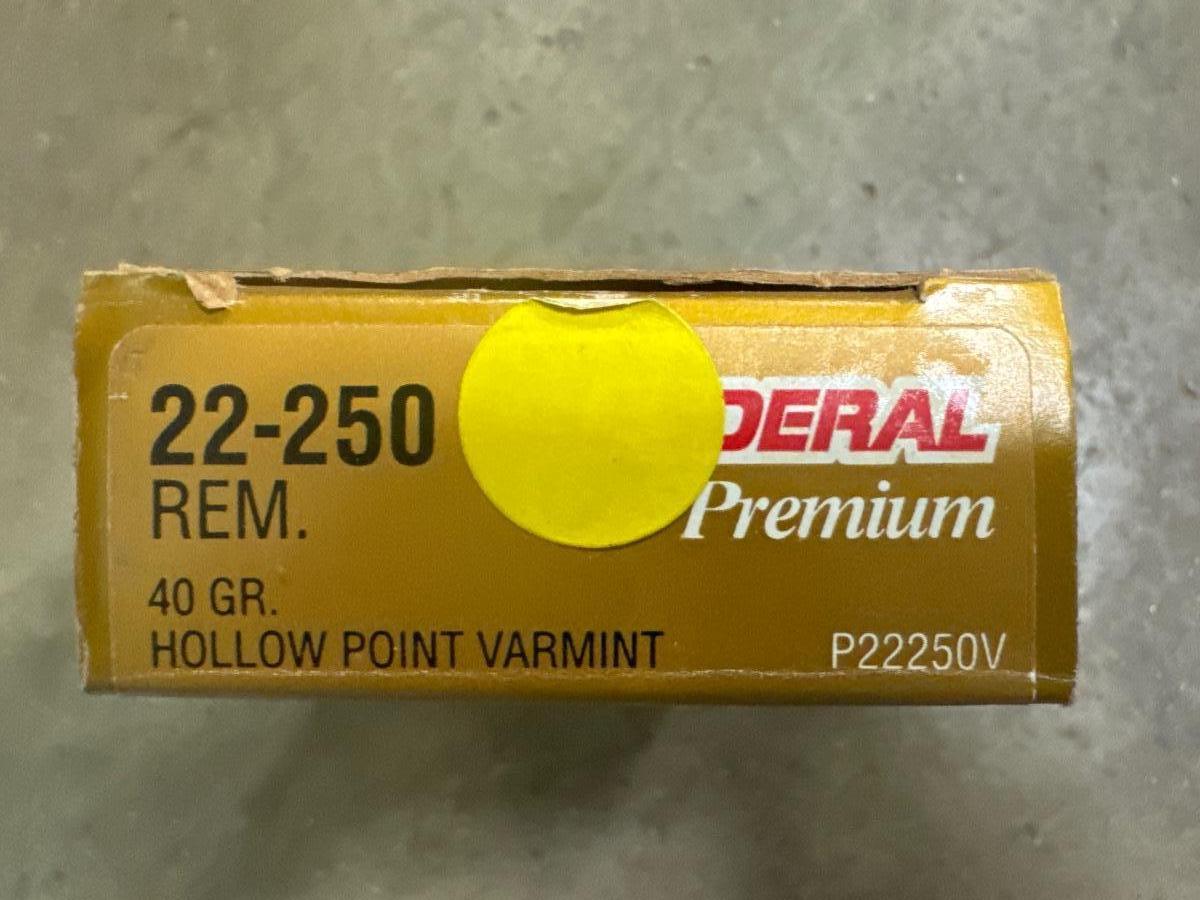 22-250
REM.
40 GR.
HOLLOW POINT VARMINT
DERAL
Premium
P22250V